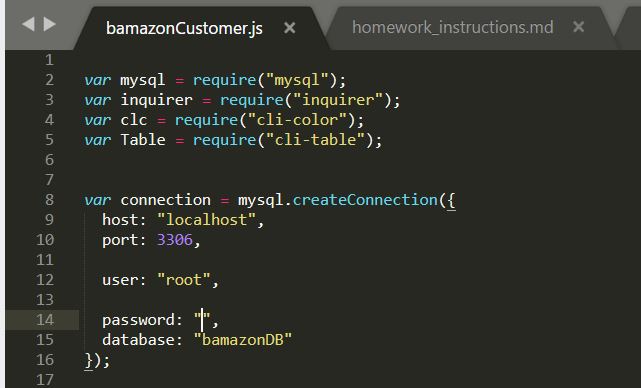 bamazonCustomer.js × homework_instructions.md ×
1
2 var mysql = require("mysql");
3 var inquirer = require("inquirer");
4 var clc = require("cli-color");
5 var Table = require("cli-table");
6
7
8 var connection = mysql.createConnection({
9 host: "localhost",
10 port: 3306,
11
12 user: "root",
13
14 password: "",
15 database: "bamazonDB"
16 });
17